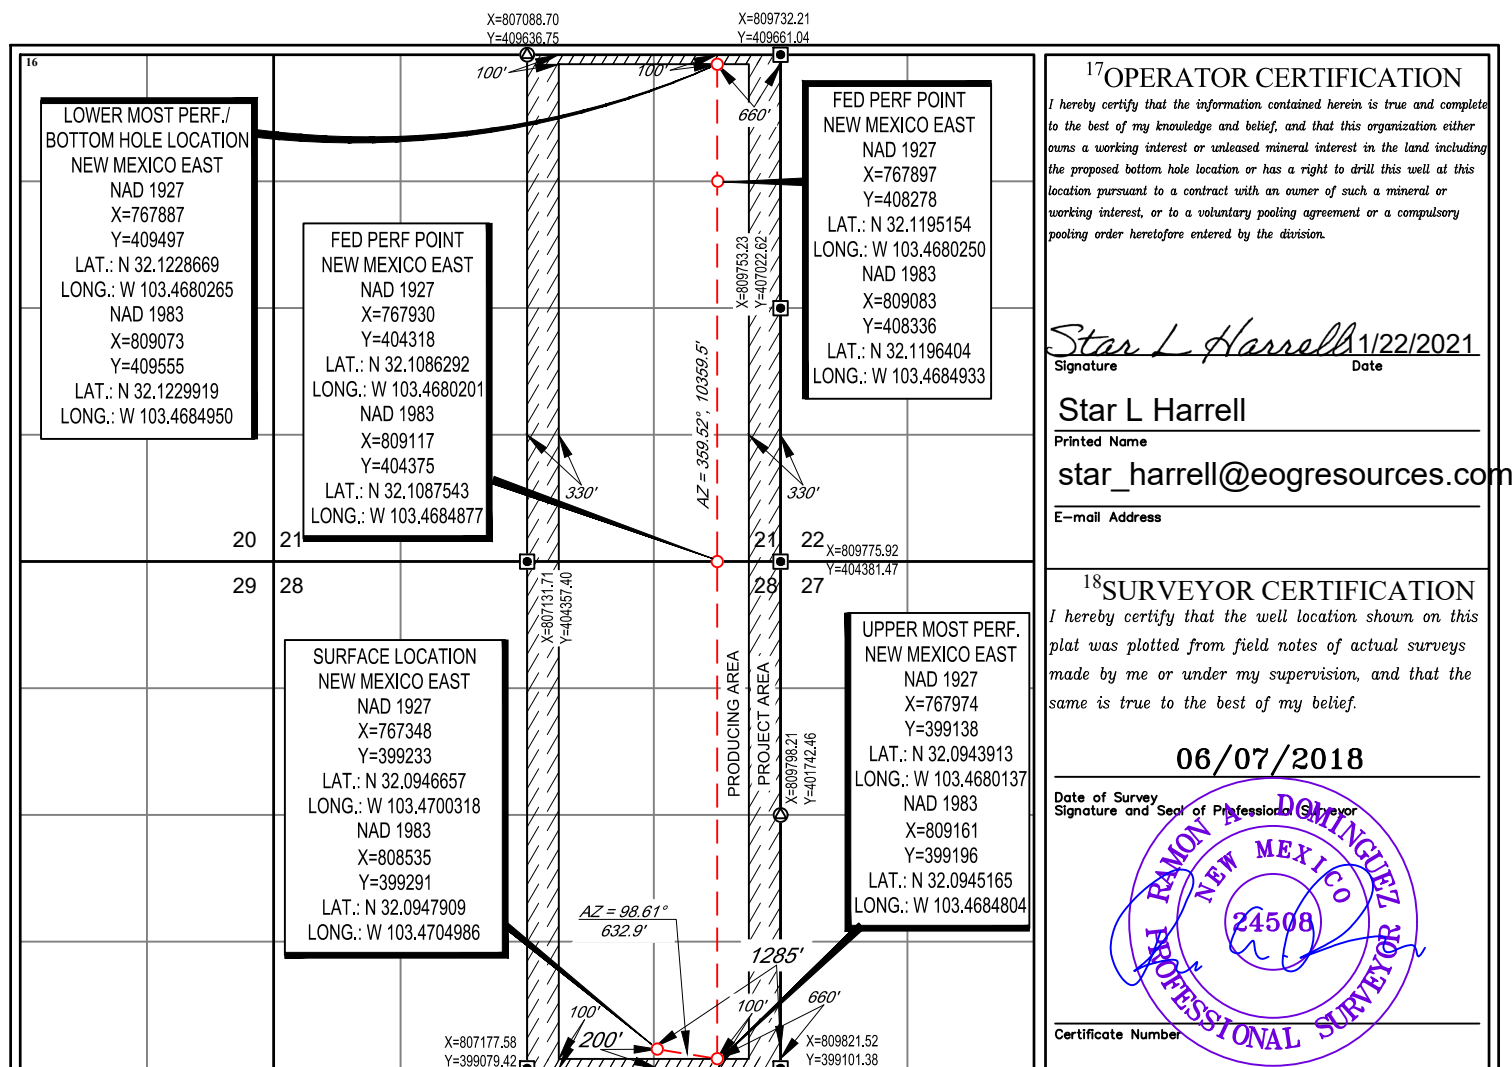 X=807088.70
Y=409636.75
X=809732.21
Y=409661.04
16
100'
100'
660'
LOWER MOST PERF./
BOTTOM HOLE LOCATION
NEW MEXICO EAST
NAD 1927
X=767887
Y=409497
LAT.: N 32.1228669
LONG.: W 103.4680265
NAD 1983
X=809073
Y=409555
LAT.: N 32.1229919
LONG.: W 103.4684950
FED PERF POINT
NEW MEXICO EAST
NAD 1927
X=767930
Y=404318
LAT.: N 32.1086292
LONG.: W 103.4680201
NAD 1983
X=809117
Y=404375
LAT.: N 32.1087543
LONG.: W 103.4684877
FED PERF POINT
NEW MEXICO EAST
NAD 1927
X=767897
Y=408278
LAT.: N 32.1195154
LONG.: W 103.4680250
NAD 1983
X=809083
Y=408336
LAT.: N 32.1196404
LONG.: W 103.4684933
X=809753.23
Y=407022.62
AZ = 359.52°, 10359.5'
330'
330'
20 21
21 22
29 28
28 27
X=809775.92
Y=404381.47
X=807131.71
Y=404357.40
SURFACE LOCATION
NEW MEXICO EAST
NAD 1927
X=767348
Y=399233
LAT.: N 32.0946657
LONG.: W 103.4700318
NAD 1983
X=808535
Y=399291
LAT.: N 32.0947909
LONG.: W 103.4704986
PRODUCING AREA
PROJECT AREA
X=809798.21
Y=401742.46
UPPER MOST PERF.
NEW MEXICO EAST
NAD 1927
X=767974
Y=399138
LAT.: N 32.0943913
LONG.: W 103.4680137
NAD 1983
X=809161
Y=399196
LAT.: N 32.0945165
LONG.: W 103.4684804
AZ = 98.61°
632.9'
1285'
100'
660'
100'
200'
X=807177.58
Y=399079.42
X=809821.52
Y=399101.38
17OPERATOR CERTIFICATION
I hereby certify that the information contained herein is true and complete
to the best of my knowledge and belief, and that this organization either
owns a working interest or unleased mineral interest in the land including
the proposed bottom hole location or has a right to drill this well at this
location pursuant to a contract with an owner of such a mineral or
working interest, or to a voluntary pooling agreement or a compulsory
pooling order heretofore entered by the division.
Star L Harrell 1/22/2021
Signature Date
Star L Harrell
Printed Name
star_harrell@eogresources.com
E-mail Address
18SURVEYOR CERTIFICATION
I hereby certify that the well location shown on this
plat was plotted from field notes of actual surveys
made by me or under my supervision, and that the
same is true to the best of my belief.
06/07/2018
Date of Survey
Signature and Seal of Professional Surveyor
RAMON A. DOMINGUEZ
NEW MEXICO
24508
PROFESSIONAL SURVEYOR
Certificate Number